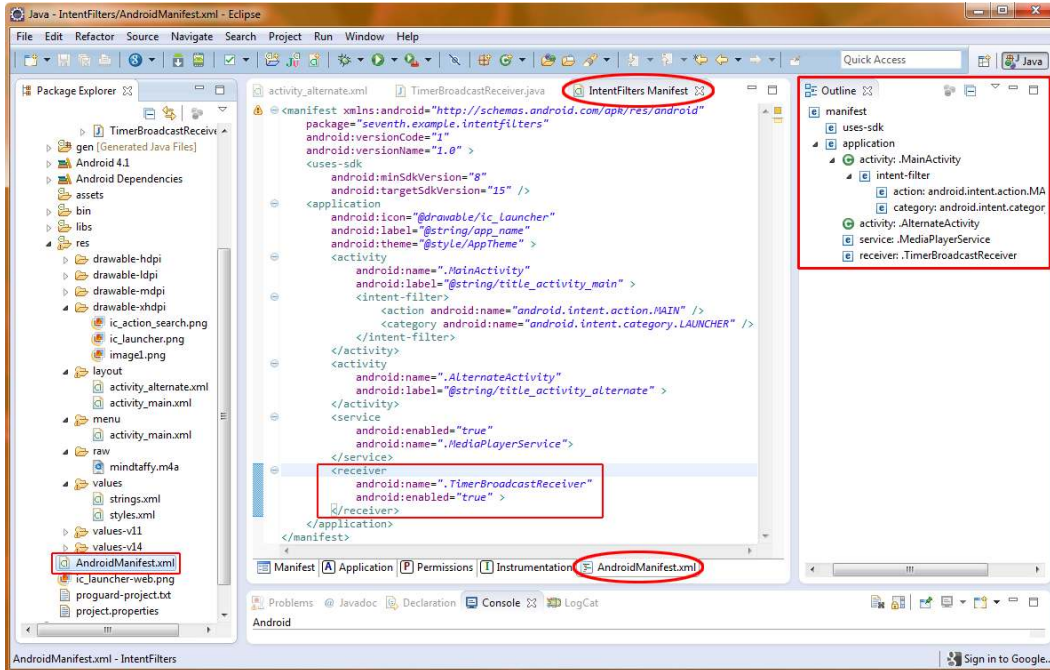 Java - IntentFilters/AndroidManifest.xml - Eclipse
File Edit Refactor Source Navigate Search Project Run Window Help
Quick Access
Java
Package Explorer
TimerBroadcastReceive
gen [Generated Java Files]
Android 4.1
Android Dependencies
assets
bin
libs
res
drawable-hdpi
drawable-ldpi
drawable-mdpi
drawable-xhdpi
ic_action_search.png
ic_launcher.png
image1.png
layout
activity_alternate.xml
activity_main.xml
menu
activity_main.xml
raw
mindtaffy.m4a
values
strings.xml
styles.xml
values-v11
values-v14
AndroidManifest.xml
ic_launcher-web.png
proguard-project.txt
project.properties
activity_alternate.xml TimerBroadcastReceiver.java IntentFilters Manifest
<manifest xmlns:android="http://schemas.android.com/apk/res/android"
package="seventh.example.intentfilters"
android:versionCode="1"
android:versionName="1.0" >
<uses-sdk
android:minSdkVersion="8"
android:targetSdkVersion="15" />
<application
android:icon="@drawable/ic_launcher"
android:label="@string/app_name"
android:theme="@style/AppTheme" >
<activity
android:name=".MainActivity"
android:label="@string/title_activity_main" >
<intent-filter>
<action android:name="android.intent.action.MAIN" />
<category android:name="android.intent.category.LAUNCHER" />
</intent-filter>
</activity>
<activity
android:name=".AlternateActivity"
android:label="@string/title_activity_alternate" >
</activity>
<service
android:enabled="true"
android:name=".MediaPlayerService">
</service>
<receiver
android:name=".TimerBroadcastReceiver"
android:enabled="true" >
</receiver>
</application>
</manifest>
Manifest A Application P Permissions I Instrumentation AndroidManifest.xml
Outline
manifest
uses-sdk
application
activity: .MainActivity
intent-filter
action: android.intent.action.MA
category: android.intent.categor
activity: .AlternateActivity
service: .MediaPlayerService
receiver: .TimerBroadcastReceiver
Problems @ Javadoc Declaration Console LogCat
Android
AndroidManifest.xml - IntentFilters
Sign in to Google...